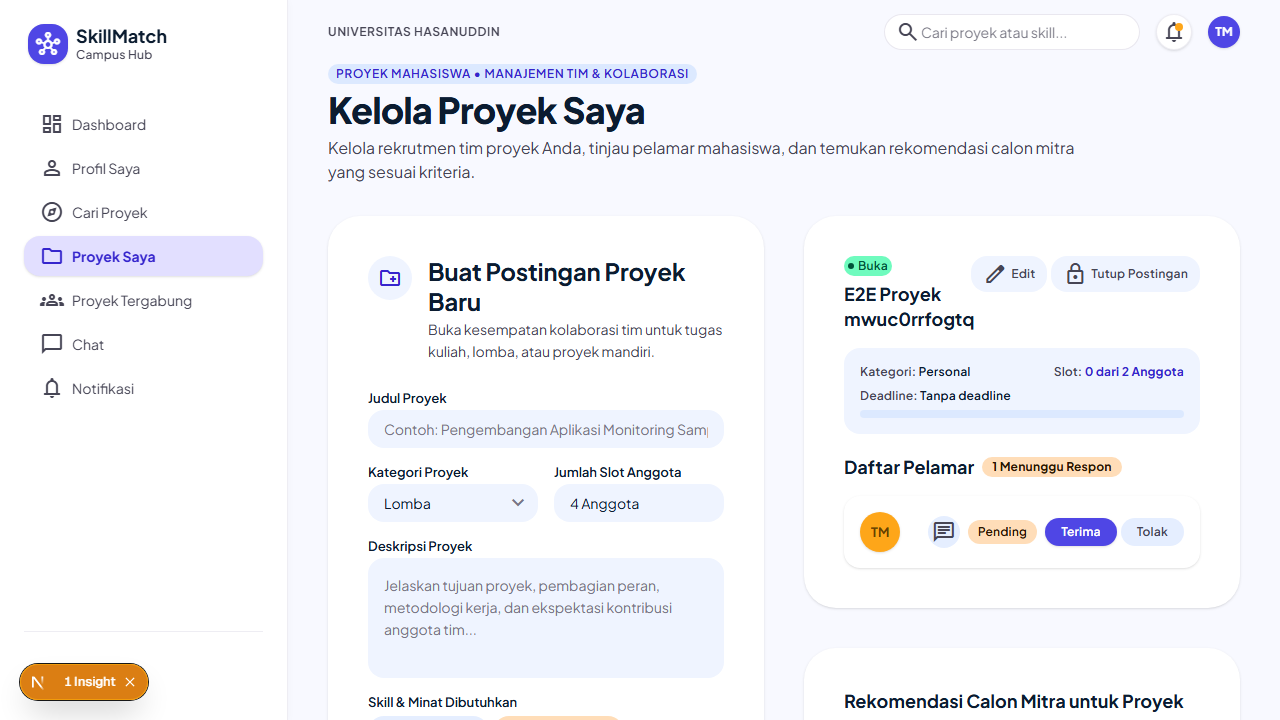 SkillMatch
Campus Hub
Dashboard
Profil Saya
Cari Proyek
Proyek Saya
Proyek Tergabung
Chat
Notifikasi
1 Insight
UNIVERSITAS HASANUDDIN
Cari proyek atau skill...
TM
PROYEK MAHASISWA • MANAJEMEN TIM & KOLABORASI
Kelola Proyek Saya
Kelola rekrutmen tim proyek Anda, tinjau pelamar mahasiswa, dan temukan rekomendasi calon mitra
yang sesuai kriteria.
Buat Postingan Proyek
Baru
Buka kesempatan kolaborasi tim untuk tugas
kuliah, lomba, atau proyek mandiri.
Judul Proyek
Contoh: Pengembangan Aplikasi Monitoring Sam
Kategori Proyek
Jumlah Slot Anggota
Lomba
4 Anggota
Deskripsi Proyek
Jelaskan tujuan proyek, pembagian peran,
metodologi kerja, dan ekspektasi kontribusi
anggota tim...
Skill & Minat Dibutuhkan
Buka
Edit
Tutup Postingan
E2E Proyek
mwuc0rrfogtq
Kategori: Personal
Slot: 0 dari 2 Anggota
Deadline: Tanpa deadline
Daftar Pelamar
1 Menunggu Respon
TM
Pending
Terima
Tolak
Rekomendasi Calon Mitra untuk Proyek